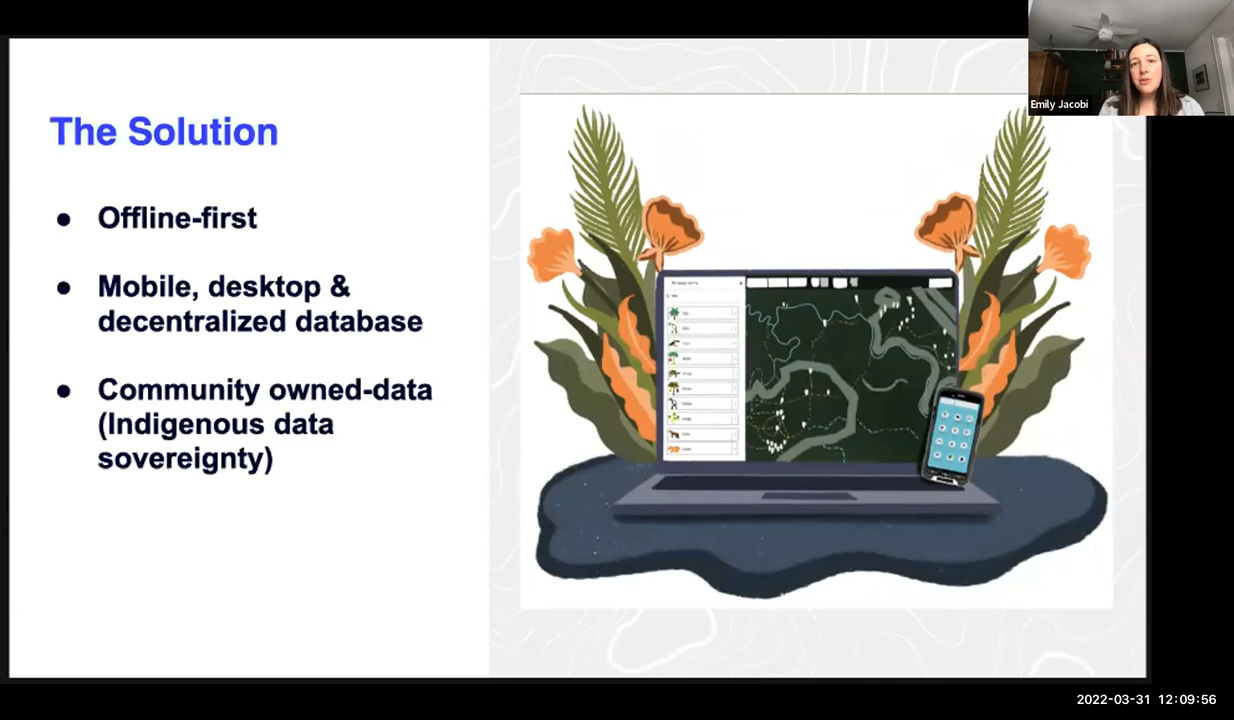 The Solution
● Offline-first
● Mobile, desktop &
decentralized database
● Community owned-data
(Indigenous data
sovereignty)
Emily Jacobi
2022-03-31 12:09:56